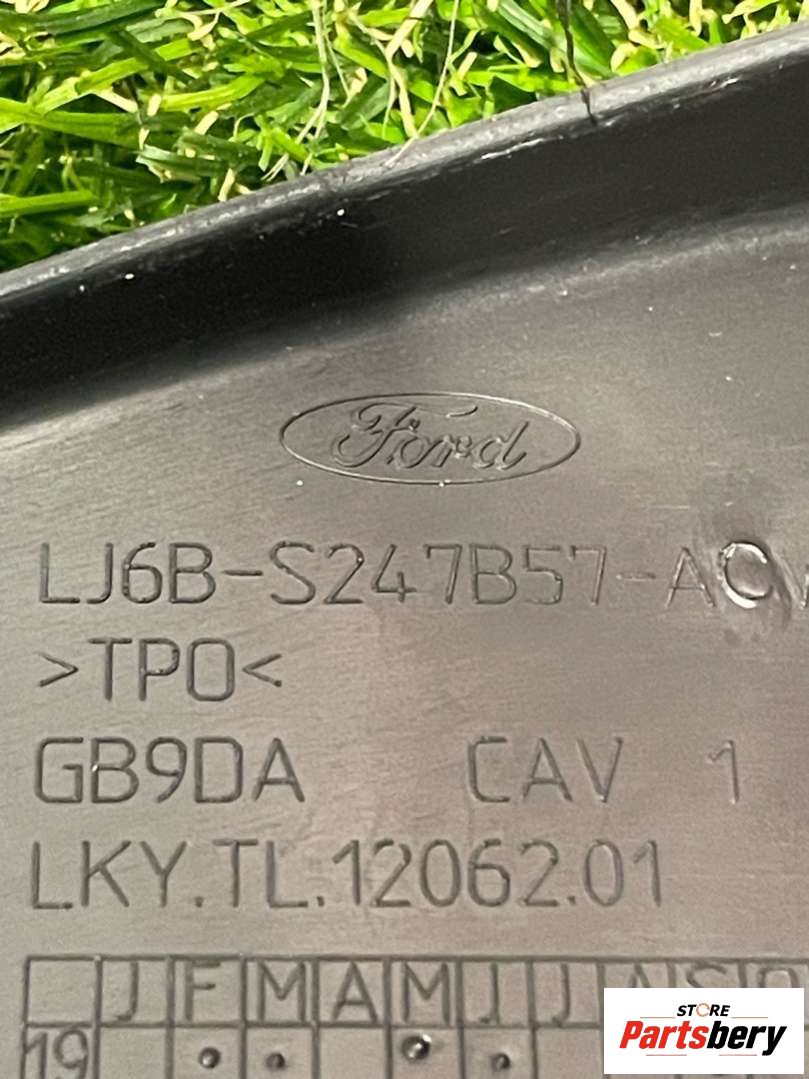 Ford
LJ6B-S247B57-AC
>TPO<
GB9DA CAV 1
LKY.TL.12062.01
J F M A M J J A S O
19
STORE
Partsbery